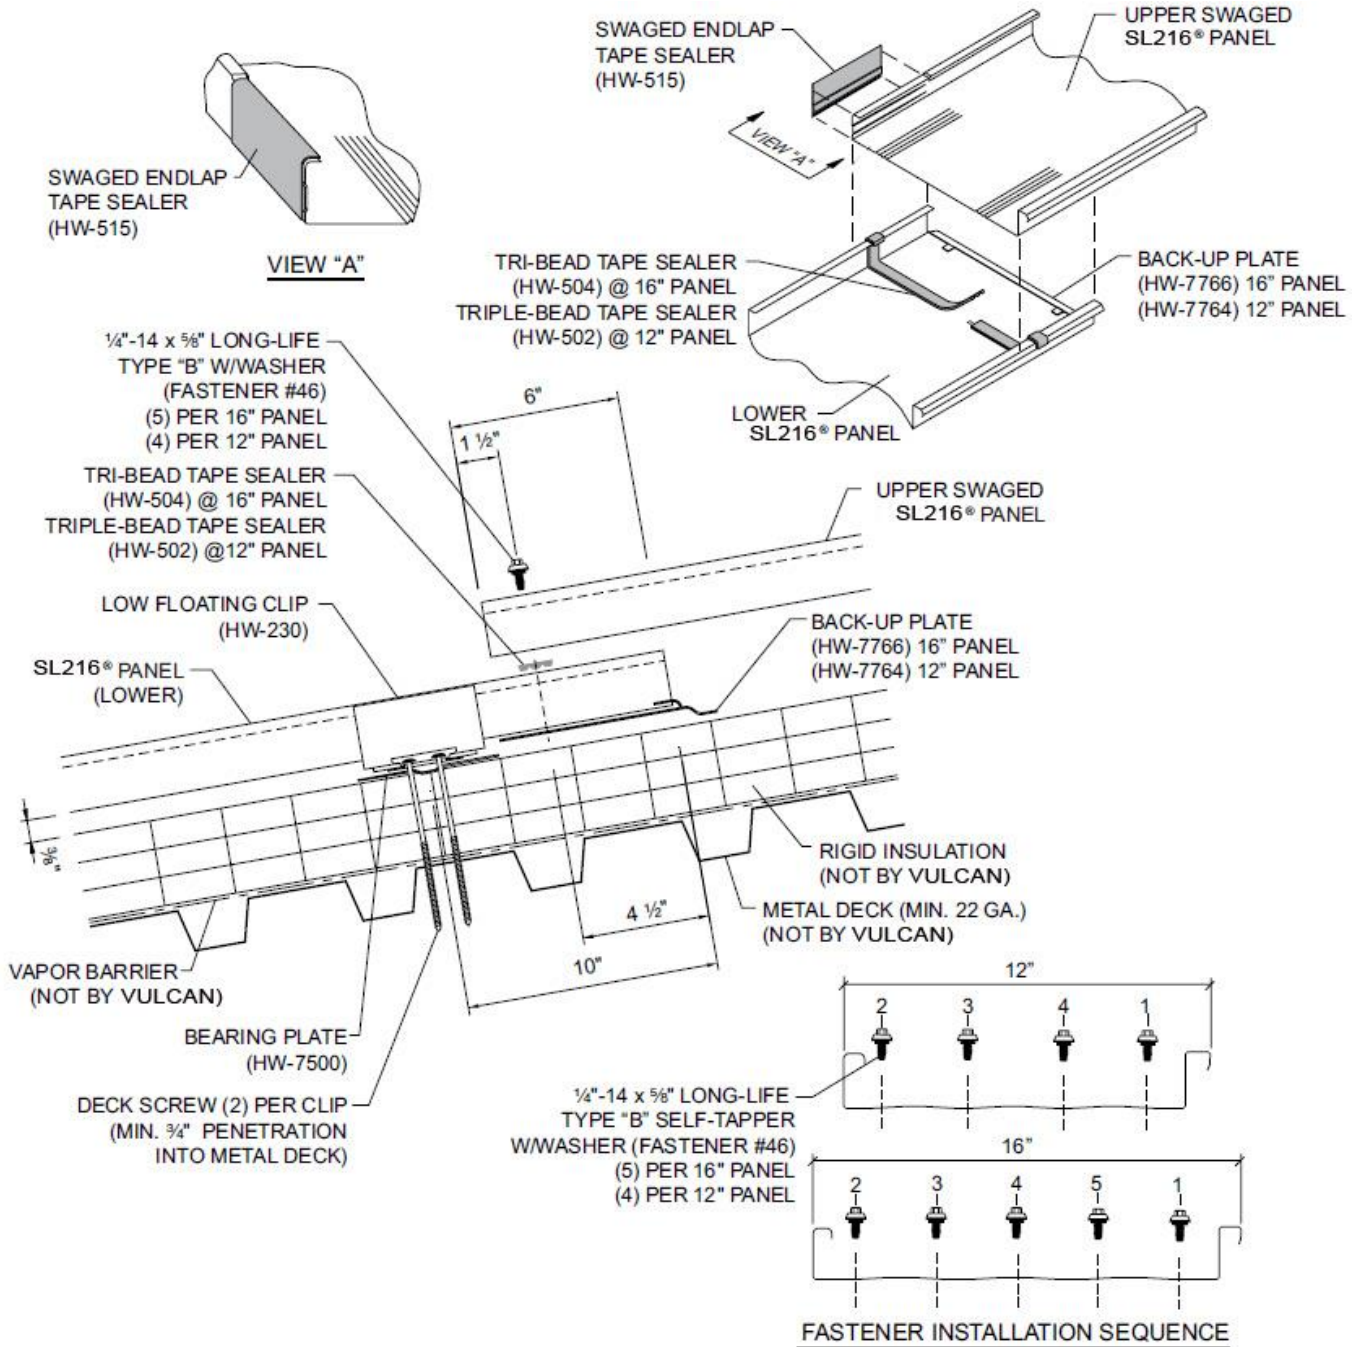 SWAGED ENDLAP
TAPE SEALER
(HW-515)
UPPER SWAGED
SL216® PANEL
VIEW "A"
SWAGED ENDLAP
TAPE SEALER
(HW-515)
VIEW “A”
TRI-BEAD TAPE SEALER
(HW-504) @ 16" PANEL
TRIPLE-BEAD TAPE SEALER
(HW-502) @ 12" PANEL
BACK-UP PLATE
(HW-7766) 16” PANEL
(HW-7764) 12” PANEL
LOWER
SL216® PANEL
¼"-14 x ⅝" LONG-LIFE
TYPE “B” W/WASHER
(FASTENER #46)
(5) PER 16" PANEL
(4) PER 12" PANEL
6"
1 ½"
TRI-BEAD TAPE SEALER
(HW-504) @ 16" PANEL
TRIPLE-BEAD TAPE SEALER
(HW-502) @12" PANEL
UPPER SWAGED
SL216® PANEL
LOW FLOATING CLIP
(HW-230)
BACK-UP PLATE
(HW-7766) 16” PANEL
(HW-7764) 12” PANEL
SL216® PANEL
(LOWER)
⅜"
RIGID INSULATION
(NOT BY VULCAN)
METAL DECK (MIN. 22 GA.)
(NOT BY VULCAN)
4 ½"
10"
VAPOR BARRIER
(NOT BY VULCAN)
BEARING PLATE
(HW-7500)
DECK SCREW (2) PER CLIP
(MIN. ¾" PENETRATION
INTO METAL DECK)
12”
2 3 4 1
¼"-14 x ⅝" LONG-LIFE
TYPE “B” SELF-TAPPER
W/WASHER (FASTENER #46)
(5) PER 16" PANEL
(4) PER 12" PANEL
16”
2 3 4 5 1
FASTENER INSTALLATION SEQUENCE